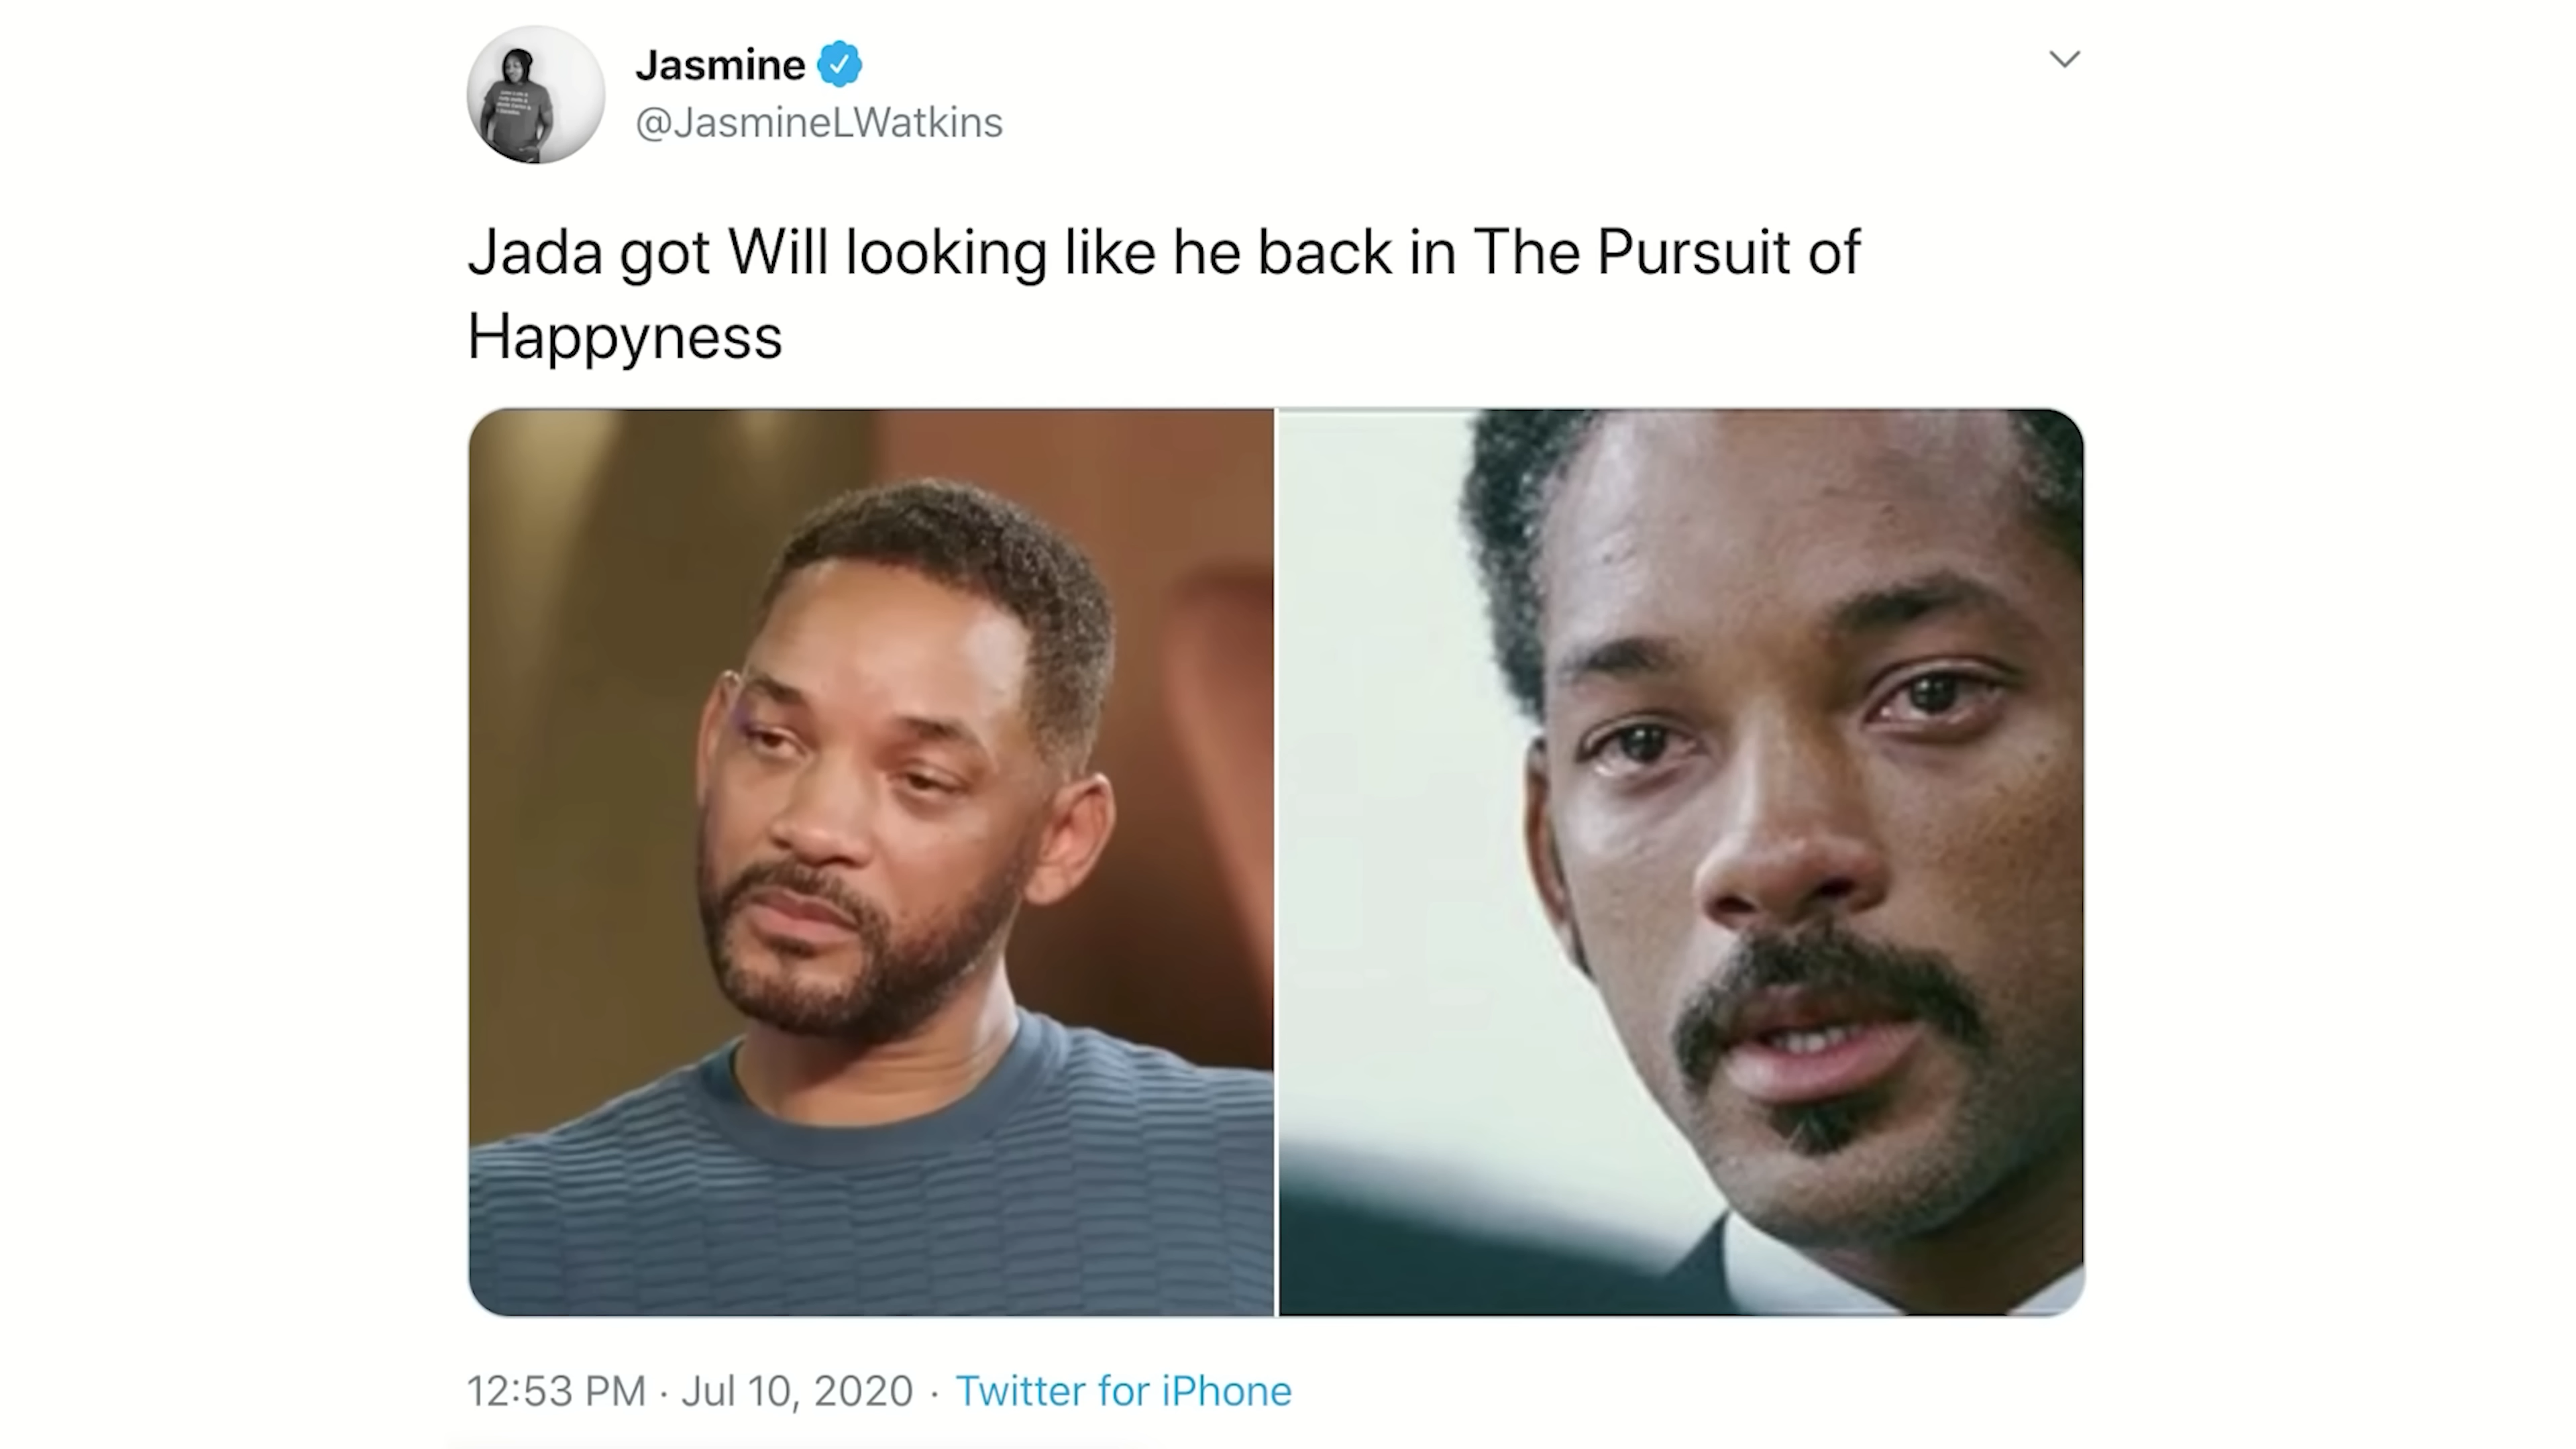 Jasmine
@JasmineLWatkins
Jada got Will looking like he back in The Pursuit of
Happyness
12:53 PM · Jul 10, 2020 · Twitter for iPhone